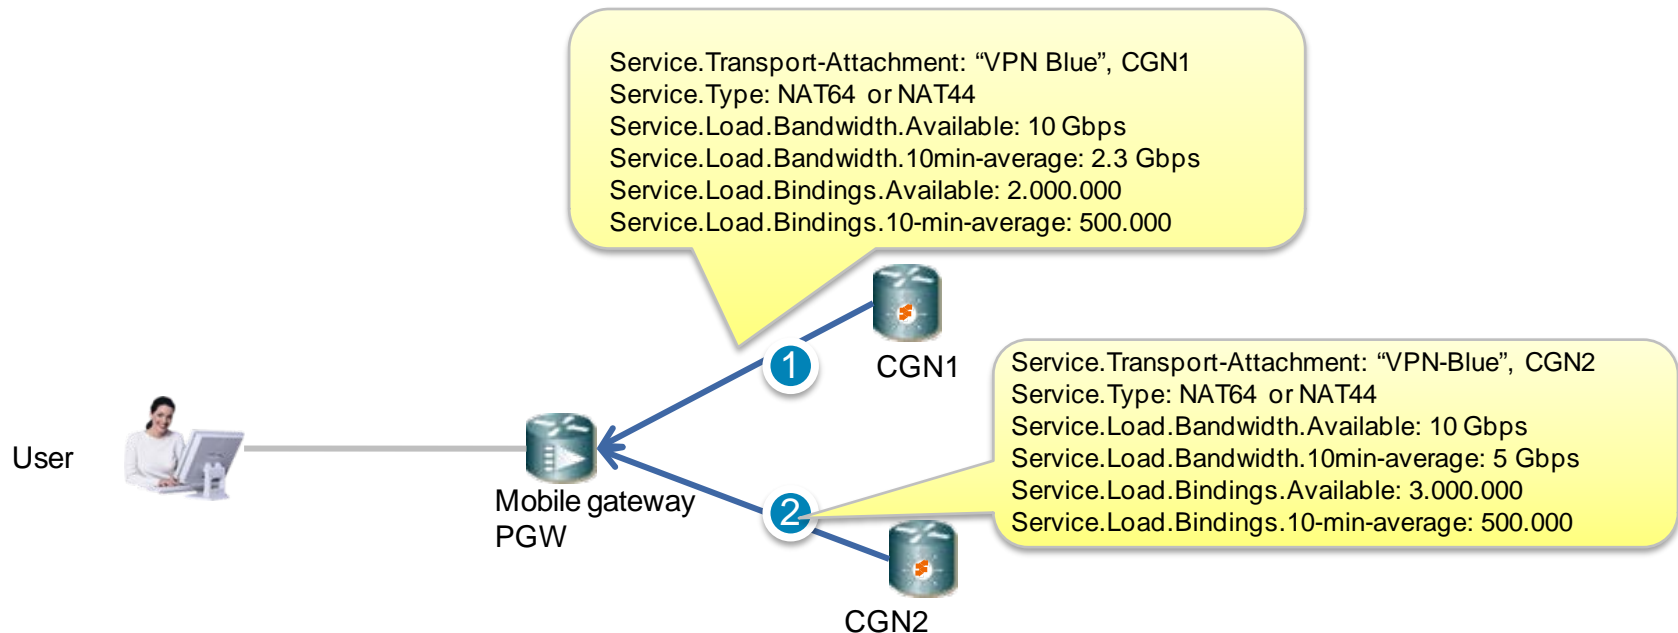 Service.Transport-Attachment: “VPN Blue”, CGN1
Service.Type: NAT64 or NAT44
Service.Load.Bandwidth.Available: 10 Gbps
Service.Load.Bandwidth.10min-average: 2.3 Gbps
Service.Load.Bindings.Available: 2.000.000
Service.Load.Bindings.10-min-average: 500.000
1
CGN1
Service.Transport-Attachment: “VPN-Blue”, CGN2
Service.Type: NAT64 or NAT44
Service.Load.Bandwidth.Available: 10 Gbps
Service.Load.Bandwidth.10min-average: 5 Gbps
Service.Load.Bindings.Available: 3.000.000
Service.Load.Bindings.10-min-average: 500.000
User
Mobile gateway
PGW
2
CGN2